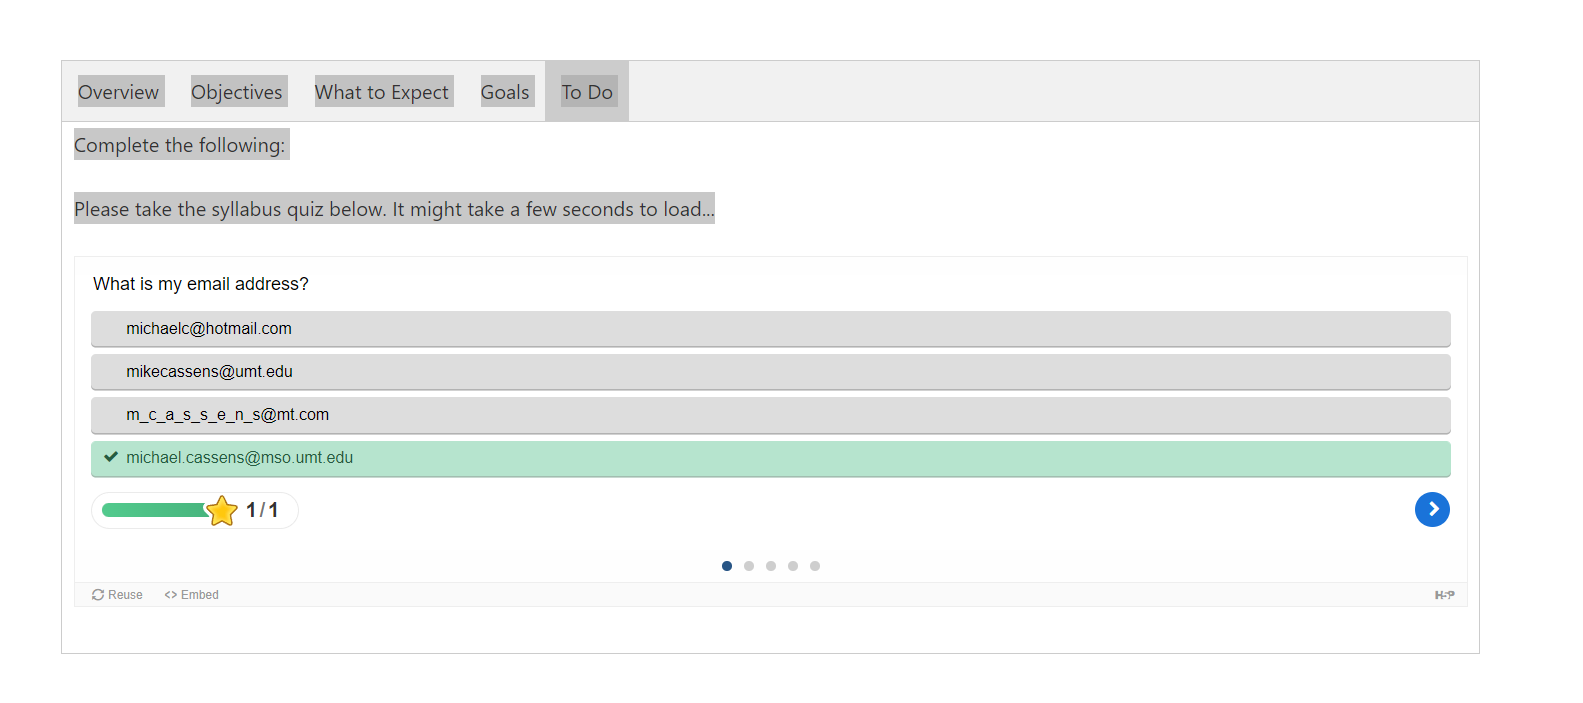 Overview Objectives What to Expect Goals To Do
Complete the following:
Please take the syllabus quiz below. It might take a few seconds to load...
What is my email address?
michaelc@hotmail.com
mikecassens@umt.edu
m_c_a_s_s_e_n_s@mt.com
michael.cassens@mso.umt.edu
1/1
Reuse <> Embed H5P